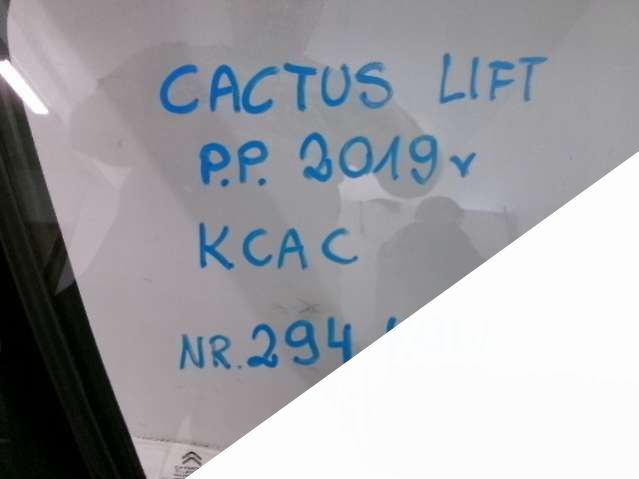 CACTUS LIFT
P.P. 2019r
KCAC
NR. 294